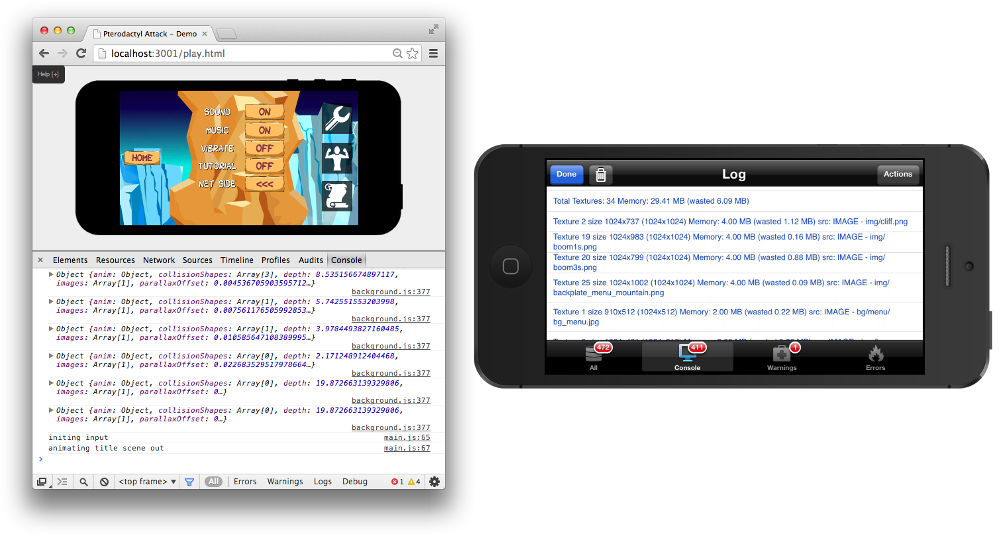 Pterodactyl Attack – Demo
localhost:3001/play.html
Help [+]
SOUND ON
MUSIC ON
VIBRATE OFF
TUTORIAL OFF
NET SIDE <<<
HOME
Elements Resources Network Sources Timeline Profiles Audits Console
Object {anim: Object, collisionShapes: Array[3], depth: 8.535156674897117,
images: Array[1], parallaxOffset: 0.004536705903595712…}
background.js:377
Object {anim: Object, collisionShapes: Array[1], depth: 5.742551553203998,
images: Array[1], parallaxOffset: 0.007561176505992853…}
background.js:377
Object {anim: Object, collisionShapes: Array[1], depth: 3.9784493827160485,
images: Array[1], parallaxOffset: 0.010585647108389995…}
background.js:377
Object {anim: Object, collisionShapes: Array[0], depth: 2.171248912404468,
images: Array[1], parallaxOffset: 0.022683529517978664…}
background.js:377
Object {anim: Object, collisionShapes: Array[0], depth: 19.872663139329806,
images: Array[1], parallaxOffset: 0…}
background.js:377
Object {anim: Object, collisionShapes: Array[0], depth: 19.872663139329806,
images: Array[1], parallaxOffset: 0…}
background.js:377
initing input main.js:65
animating title scene out main.js:67
<top frame> All Errors Warnings Logs Debug 1 4
Done Log Actions
Total Textures: 34 Memory: 29.41 MB (wasted 6.09 MB)
Texture 2 size 1024x737 (1024x1024) Memory: 4.00 MB (wasted 1.12 MB) src: IMAGE - img/cliff.png
Texture 19 size 1024x983 (1024x1024) Memory: 4.00 MB (wasted 0.16 MB) src: IMAGE - img/
boom1s.png
Texture 20 size 1024x799 (1024x1024) Memory: 4.00 MB (wasted 0.88 MB) src: IMAGE - img/
boom3s.png
Texture 25 size 1024x1002 (1024x1024) Memory: 4.00 MB (wasted 0.09 MB) src: IMAGE - img/
backplate_menu_mountain.png
Texture 1 size 910x512 (1024x512) Memory: 2.00 MB (wasted 0.22 MB) src: IMAGE - bg/menu/
bg_menu.jpg
472 411 1
All Console Warnings Errors